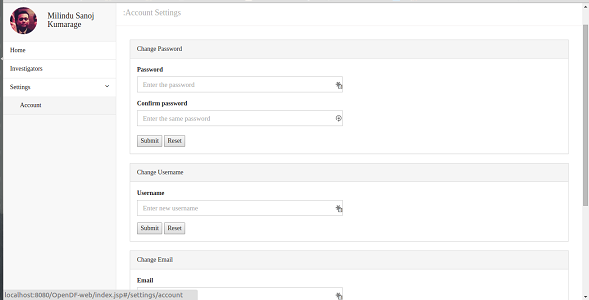 Milindu Sanoj
Kumarage
:Account Settings
Home
Investigators
Settings
Account
Change Password
Password
Enter the password
Confirm password
Enter the same password
Submit Reset
Change Username
Username
Enter new username
Submit Reset
Change Email
Email
localhost:8080/OpenDF-web/index.jsp#/settings/account